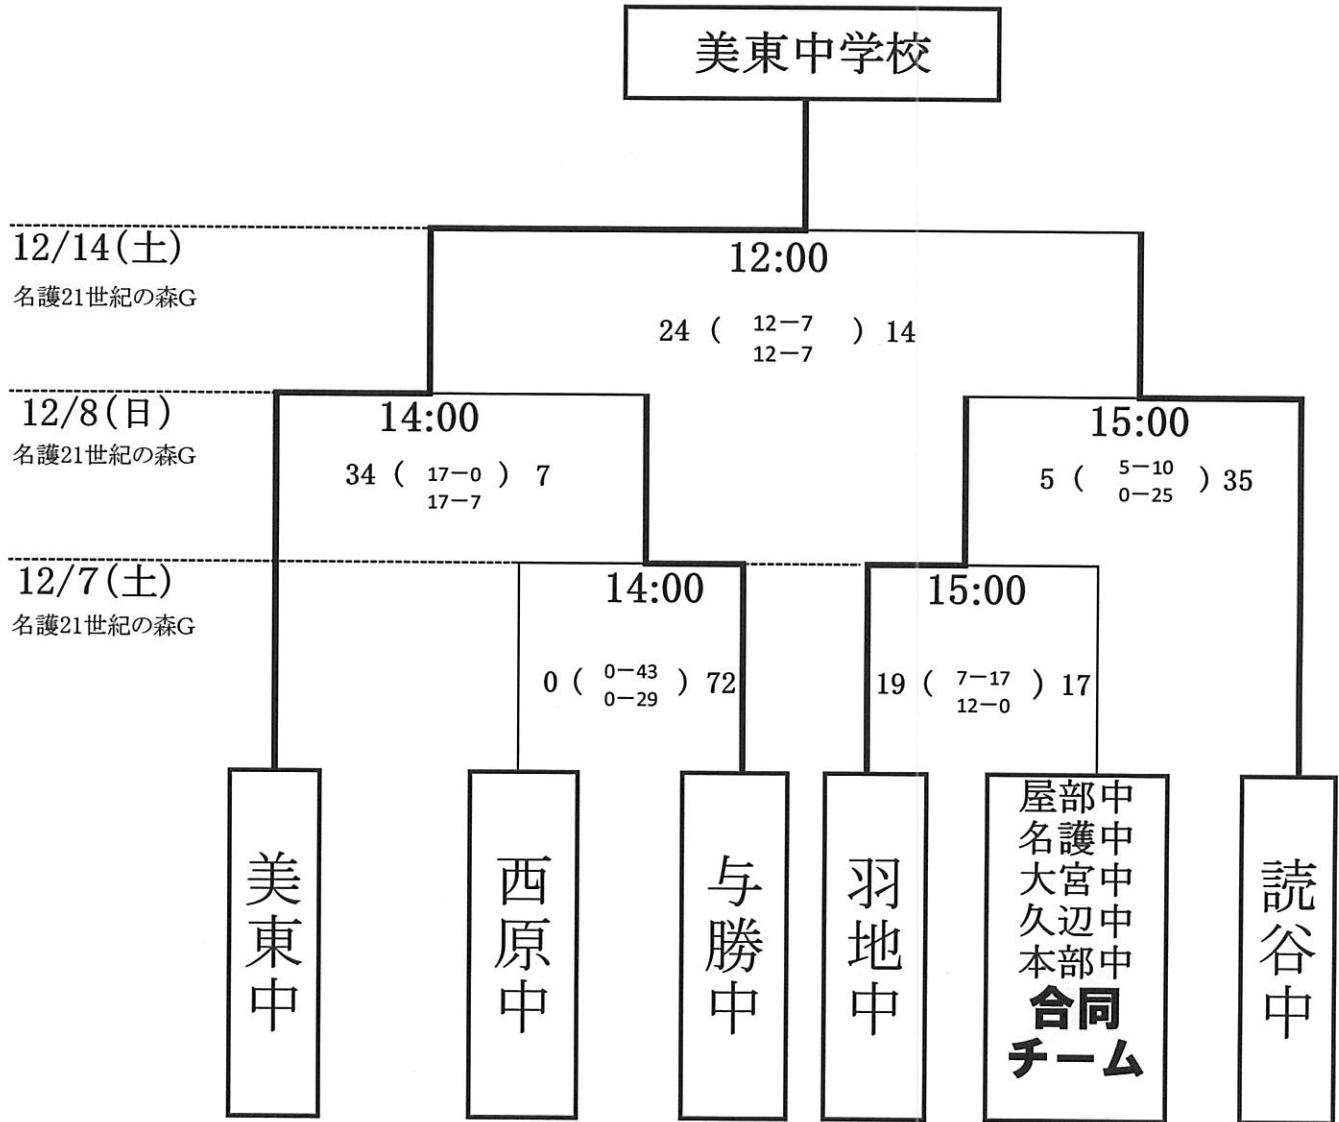 美東中学校
12/14(土)
名護21世紀の森G
12:00
24 ( 12－7 ) 14
12－7
12/8(日)
名護21世紀の森G
14:00
34 ( 17－0 ) 7
17－7
15:00
5 ( 5－10 ) 35
0－25
12/7(土)
名護21世紀の森G
14:00
0 ( 0－43 ) 72
0－29
15:00
19 ( 7－17 ) 17
12－0
美東中
西原中
与勝中
羽地中
屋部中
名護中
大宮中
久辺中
本部中
合同
チーム
読谷中